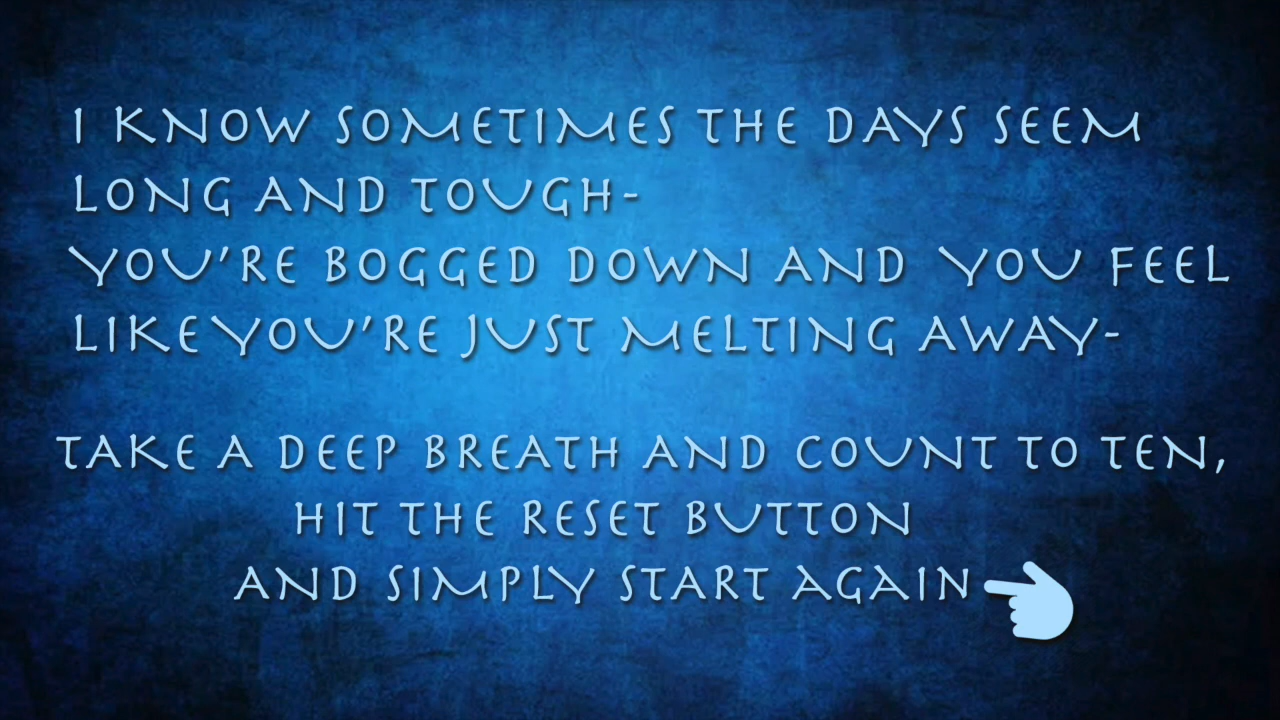 I KNOW SOMETIMES THE DAYS SEEM
LONG AND TOUGH-
YOU'RE BOGGED DOWN AND YOU FEEL
LIKE YOU'RE JUST MELTING AWAY-
TAKE A DEEP BREATH AND COUNT TO TEN,
HIT THE RESET BUTTON
AND SIMPLY START AGAIN